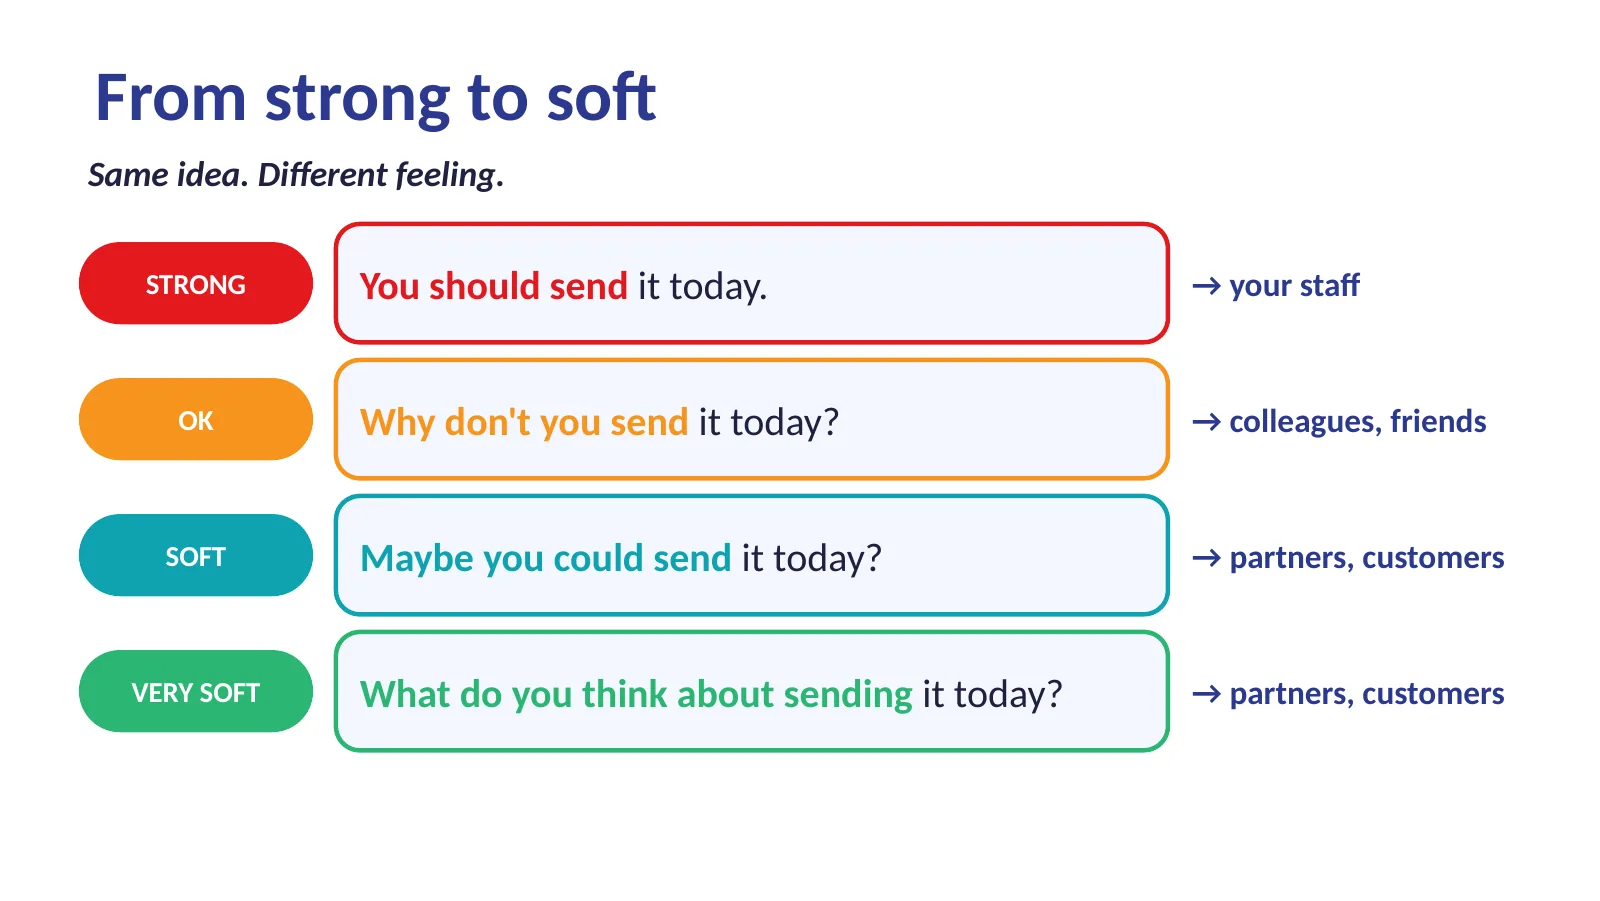 From strong to soft
Same idea. Different feeling.
STRONG
You should send it today.
→ your staff
OK
Why don't you send it today?
→ colleagues, friends
SOFT
Maybe you could send it today?
→ partners, customers
VERY SOFT
What do you think about sending it today?
→ partners, customers